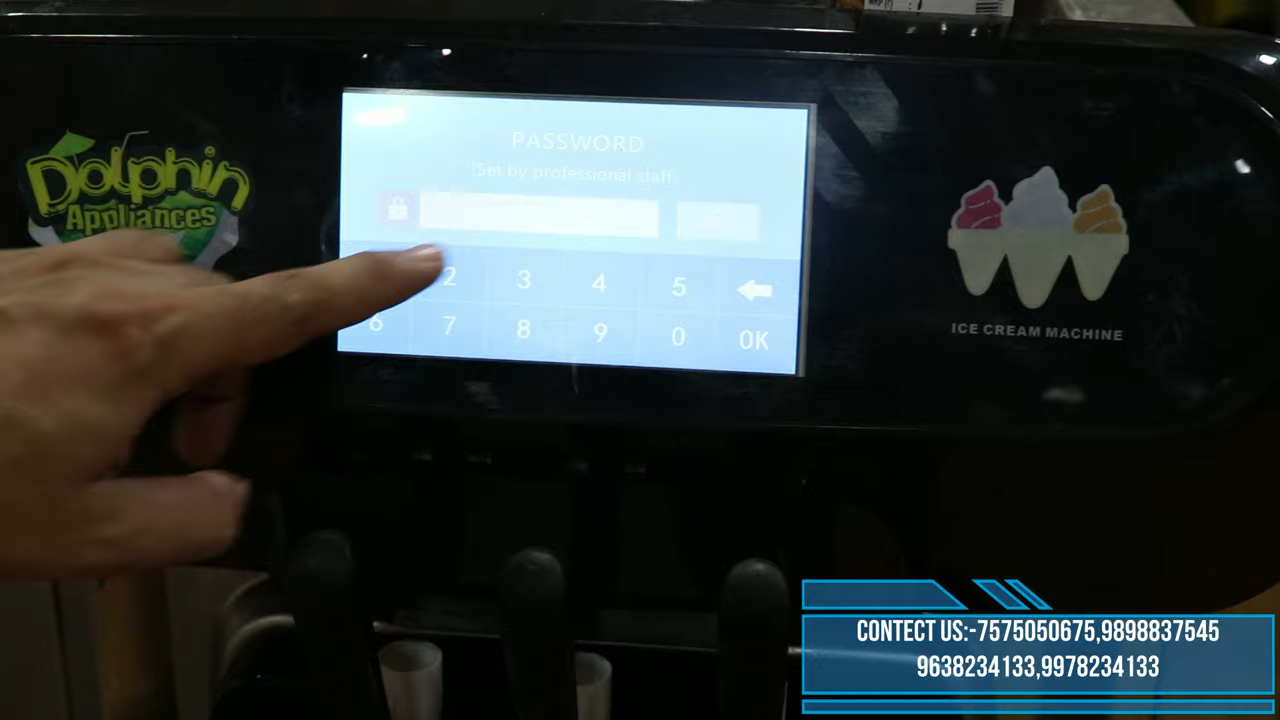 Dolphin
Appliances
PASSWORD
(Set by professional stuff)
2 3 4 5
6 7 8 9 0 OK
ICE CREAM MACHINE
CONTECT US:-7575050675,9898837545
9638234133,9978234133